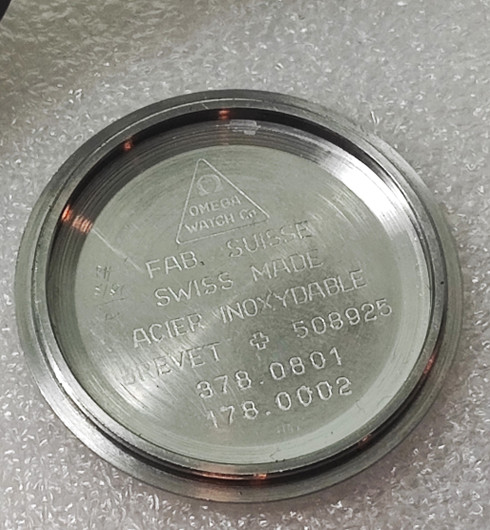 Ω
OMEGA
WATCH Co
FAB. SUISSE
SWISS MADE
ACIER INOXYDABLE
BREVET ✚ 508925
378.0801
178.0002